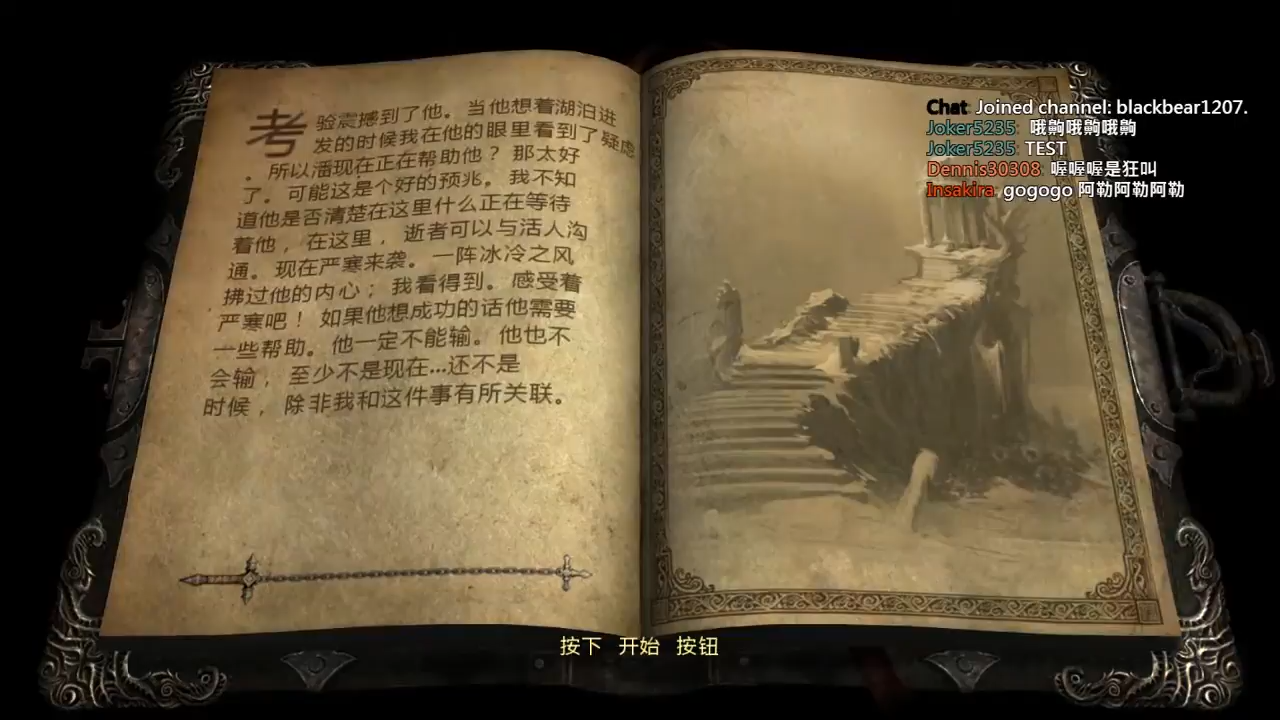 考
验震撼到了他。当他想着湖泊进
发的时候我在他的眼里看到了疑虑
。所以潘现在正在帮助他？那太好
了。可能这是个好的预兆。我不知
道他是否清楚在这里什么正在等待
着他，在这里，逝者可以与活人沟
通。现在严寒来袭。一阵冰冷之风
拂过他的内心；我看得到。感受着
严寒吧！如果他想成功的话他需要
一些帮助。他一定不能输。他也不
会输，至少不是现在...还不是
时候，除非我和这件事有所关联。
Chat: Joined channel: blackbear1207.
Joker5235: 哦齁哦齁哦齁
Joker5235: TEST
Dennis30308: 喔喔喔是狂叫
Insakira: gogogo 阿勒阿勒阿勒
按下 开始 按钮